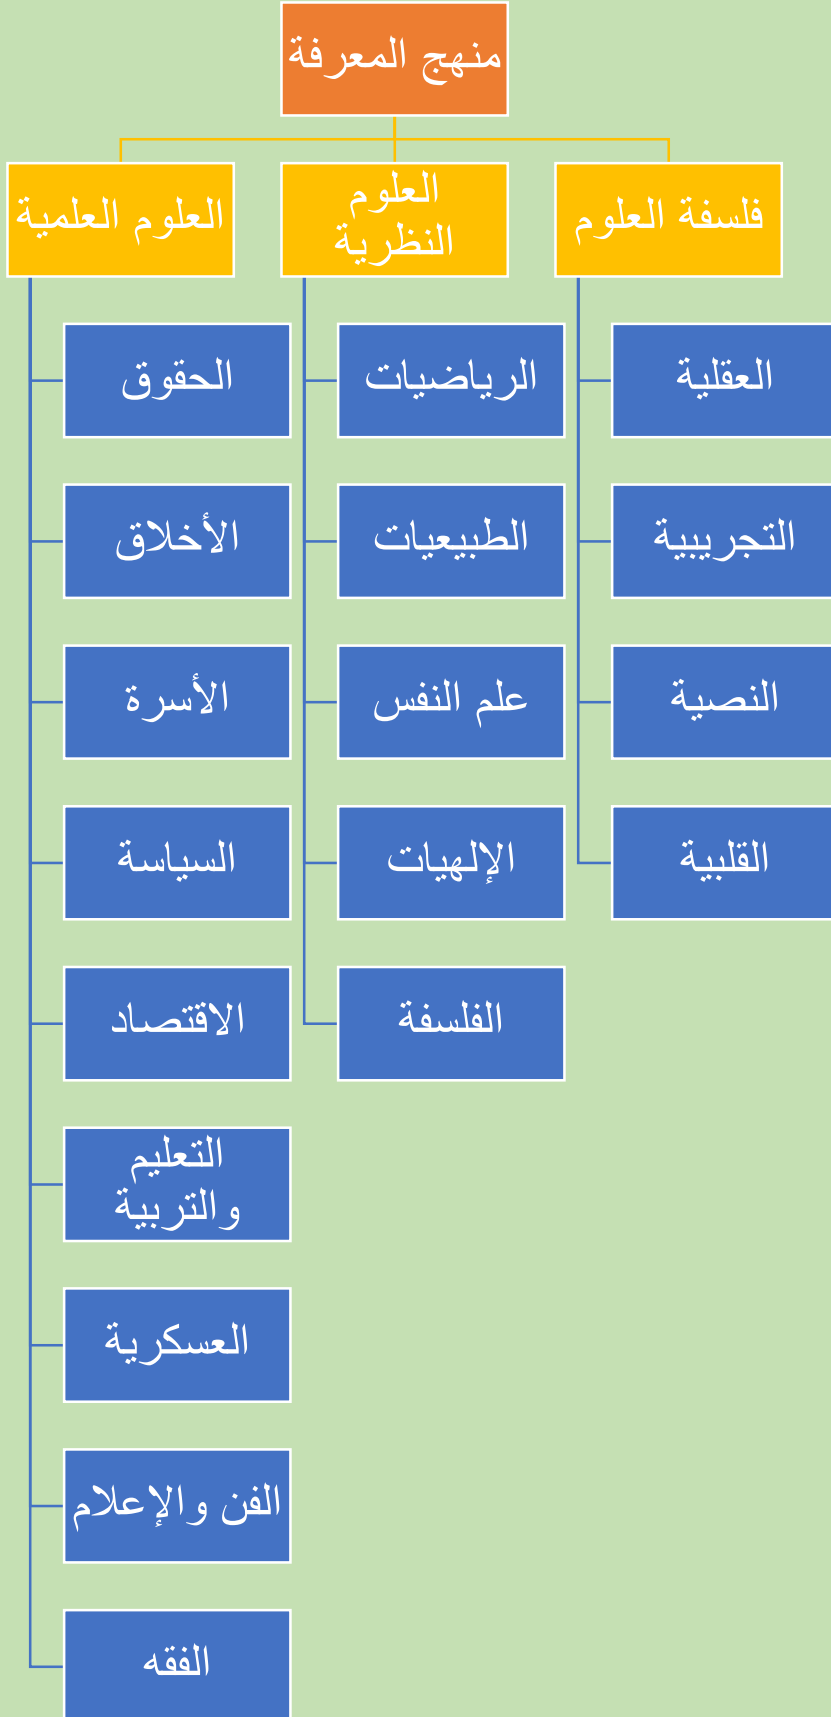 منهج المعرفة
فلسفة العلوم
العقلية
التجريبية
النصية
القلبية
العلوم
النظرية
الرياضيات
الطبيعيات
علم النفس
الإلهيات
الفلسفة
العلوم العلمية
الحقوق
الأخلاق
الأسرة
السياسة
الاقتصاد
التعليم
والتربية
العسكرية
الفن والإعلام
الفقه